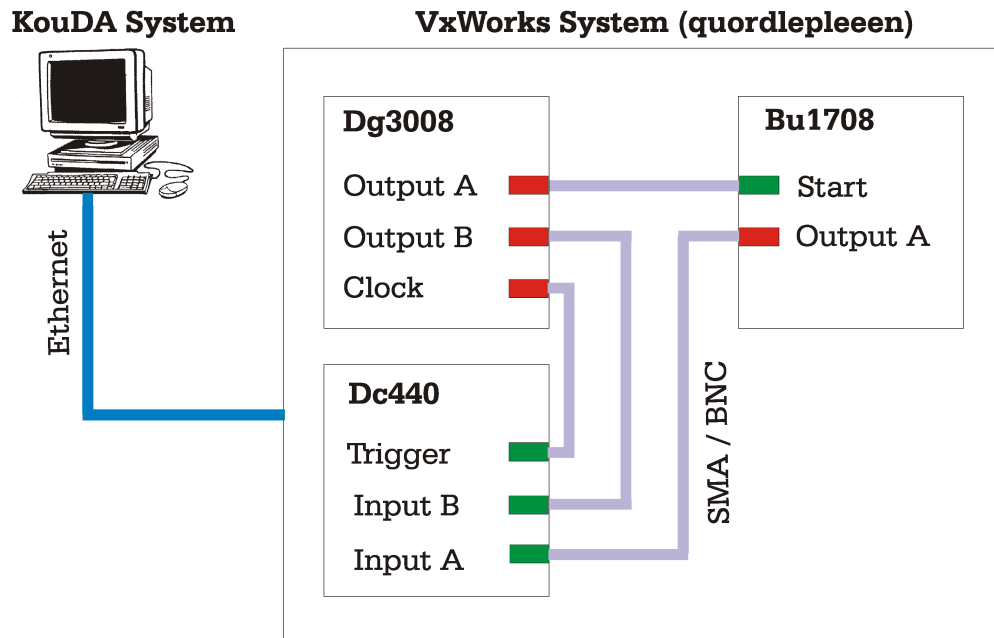 KouDA System
VxWorks System (quordlepleeen)
Dg3008
Output A
Output B
Clock
Bu1708
Start
Output A
Ethernet
Dc440
Trigger
Input B
Input A
SMA / BNC